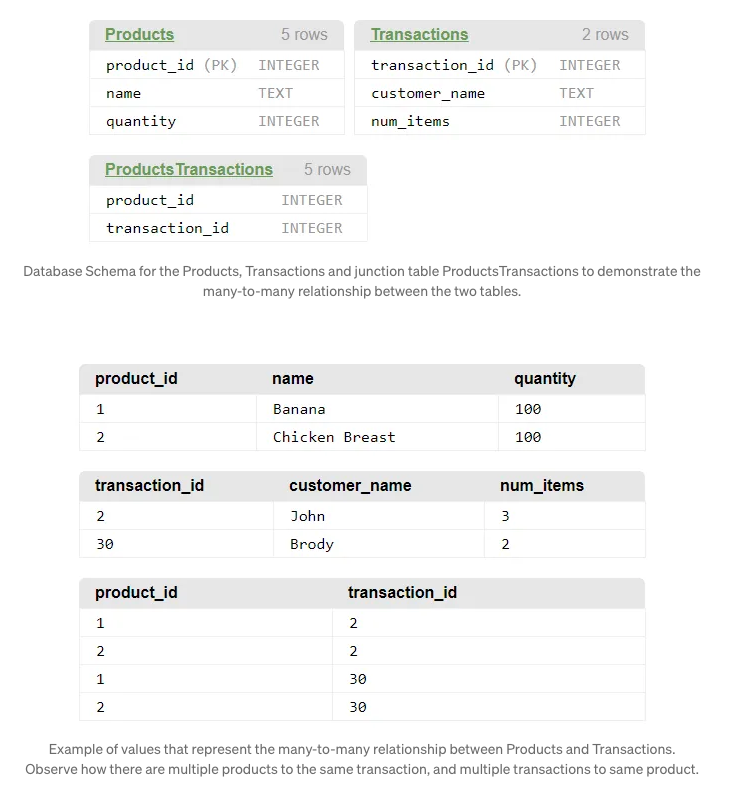 Products 5 rows Transactions 2 rows
product_id (PK) INTEGER transaction_id (PK) INTEGER
name TEXT customer_name TEXT
quantity INTEGER num_items INTEGER
ProductsTransactions 5 rows
product_id INTEGER
transaction_id INTEGER
Database Schema for the Products, Transactions and junction table ProductsTransactions to demonstrate the
many-to-many relationship between the two tables.
product_id name quantity
1 Banana 100
2 Chicken Breast 100
transaction_id customer_name num_items
2 John 3
30 Brody 2
product_id transaction_id
1 2
2 2
1 30
2 30
Example of values that represent the many-to-many relationship between Products and Transactions.
Observe how there are multiple products to the same transaction, and multiple transactions to same product.